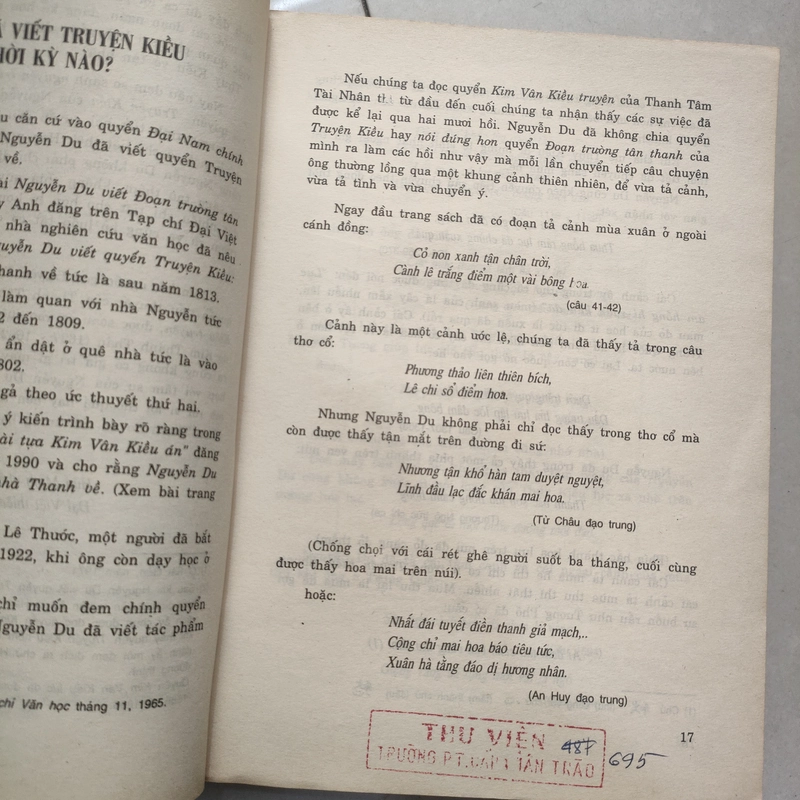 VIẾT TRUYỆN KIỀU
KỲ NÀO?
căn cứ vào quyển Đại Nam chính
Nguyễn Du đã viết quyển Truyện
về.
Nguyễn Du viết Đoạn trường tân
Anh đăng trên Tạp chí Đại Việt
nhà nghiên cứu văn học đã nêu
Du viết quyển Truyện Kiều:
về tức là sau năm 1813.
làm quan với nhà Nguyễn tức
đến 1809.
ẩn dật ở quê nhà tức là vào
gả theo ức thuyết thứ hai.
ý kiến trình bày rõ ràng trong
tựa Kim Vân Kiều án" đăng
1990 và cho rằng Nguyễn Du
Thanh về. (Xem bài trang
Lê Thước, một người đã bắt
1922, khi ông còn dạy học ở
chỉ muốn đem chính quyển
Nguyễn Du đã viết tác phẩm
chí Văn học tháng 11, 1965.
Nếu chúng ta đọc quyển Kim Vân Kiều truyện của Thanh Tâm
Tài Nhân từ đầu đến cuối chúng ta nhận thấy các sự việc đã
được kể lại qua hai mươi hồi. Nguyễn Du đã không chia quyển
Truyện Kiều hay nói đúng hơn quyển Đoạn trường tân thanh của
mình ra làm các hồi như vậy mà mỗi lần chuyển tiếp câu chuyện
ông thường lồng qua một khung cảnh thiên nhiên, để vừa tả cảnh,
vừa tả tình và vừa chuyển ý.
Ngay đầu trang sách đã có đoạn tả cảnh mùa xuân ở ngoài
cánh đồng:
Cỏ non xanh tận chân trời,
Cành lê trắng điểm một vài bông hoa.
(câu 41-42)
Cảnh này là một cảnh ước lệ, chúng ta đã thấy tả trong câu
thơ cổ:
Phương thảo liên thiên bích,
Lê chi sổ điểm hoa.
Nhưng Nguyễn Du không phải chỉ đọc thấy trong thơ cổ mà
còn được thấy tận mắt trên đường đi sứ:
Nhương tận khổ hàn tam duyệt nguyệt,
Lĩnh đầu lạc đắc khán mai hoa.
(Từ Châu đạo trung)
(Chống chọi với cái rét ghê người suốt ba tháng, cuối cùng
được thấy hoa mai trên núi).
hoặc:
Nhất đái tuyết điền thanh giả mạch,..
Cộng chỉ mai hoa báo tiêu tức,
Xuân hà tằng đáo dị hương nhân.
(An Huy đạo trung)
17
THƯ VIỆN
TRƯỜNG PT.CẤP I TÂN TRÀO
487 695